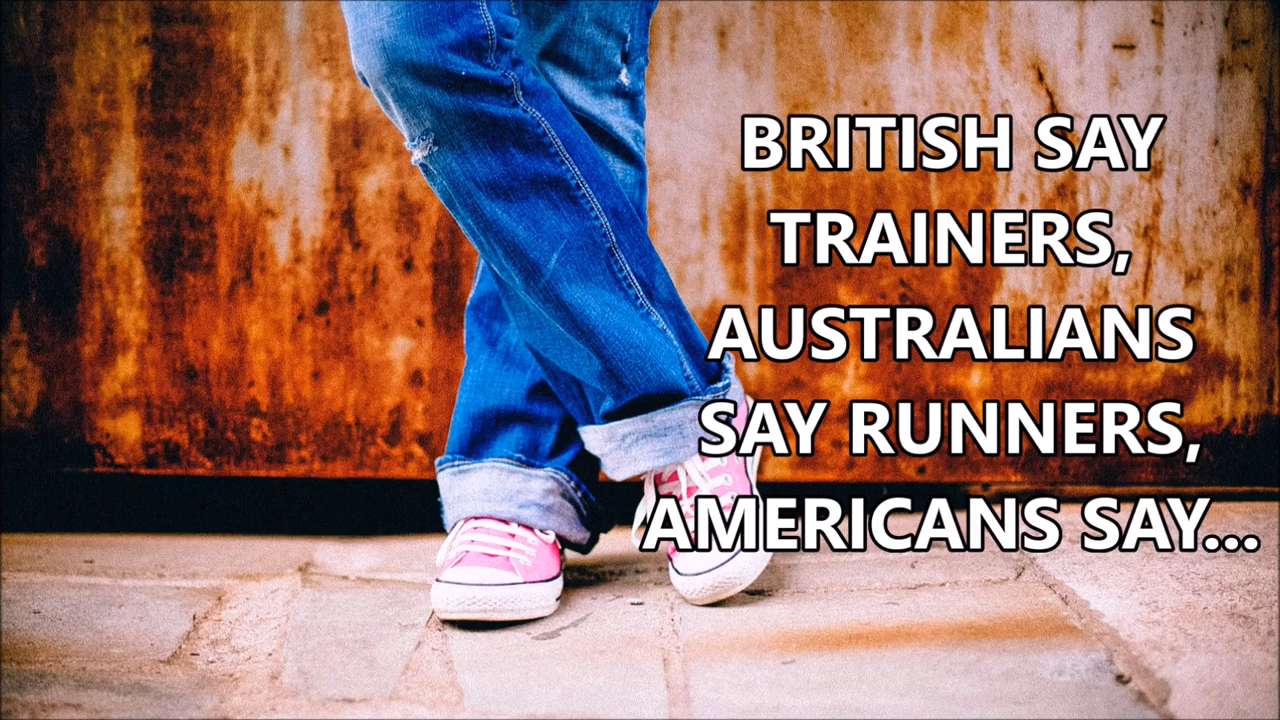 BRITISH SAY
TRAINERS,
AUSTRALIANS
SAY RUNNERS,
AMERICANS SAY...